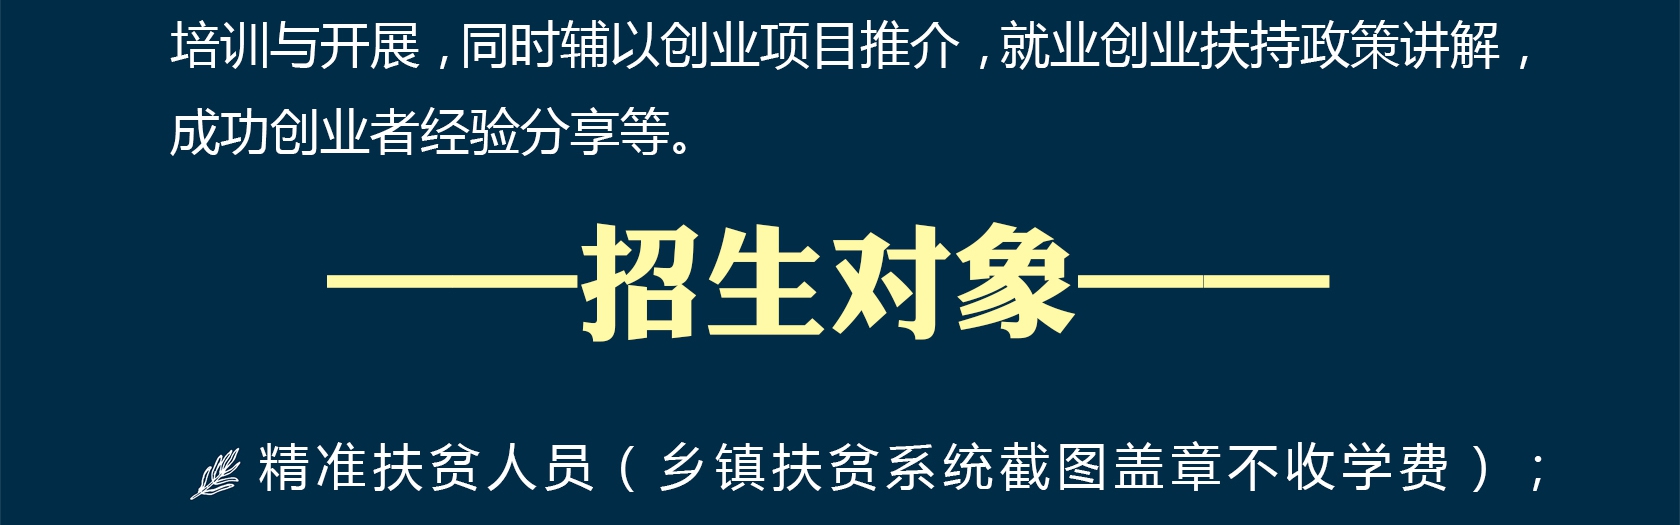 培训与开展，同时辅以创业项目推介，就业创业扶持政策讲解，
成功创业者经验分享等。
——招生对象——
精准扶贫人员（乡镇扶贫系统截图盖章不收学费）；